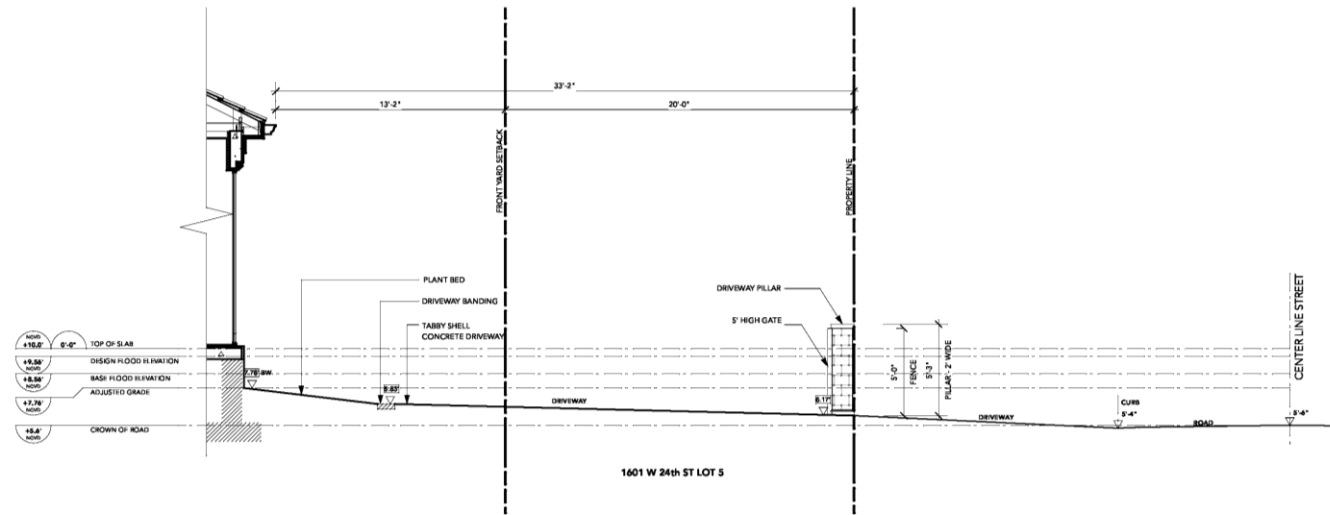 33'-2"
13'-2"
20'-0"
FRONT YARD SETBACK
PROPERTY LINE
PLANT BED
DRIVEWAY BANDING
TABBY SHELL
CONCRETE DRIVEWAY
DRIVEWAY PILLAR
5' HIGH GATE
5'-0"
FENCE
5'-3"
PILLAR - 2' WIDE
CENTER LINE STREET
NGVD
+10.0'
0'-0"
TOP OF SLAB
+9.56'
NGVD
DESIGN FLOOD ELEVATION
+8.56'
NGVD
BASE FLOOD ELEVATION
ADJUSTED GRADE
+7.76'
NGVD
+5.6'
NGVD
CROWN OF ROAD
BW
DRIVEWAY
6.17'
DRIVEWAY
CURB
5'-4"
ROAD
5'-6"
1601 W 24th ST LOT 5